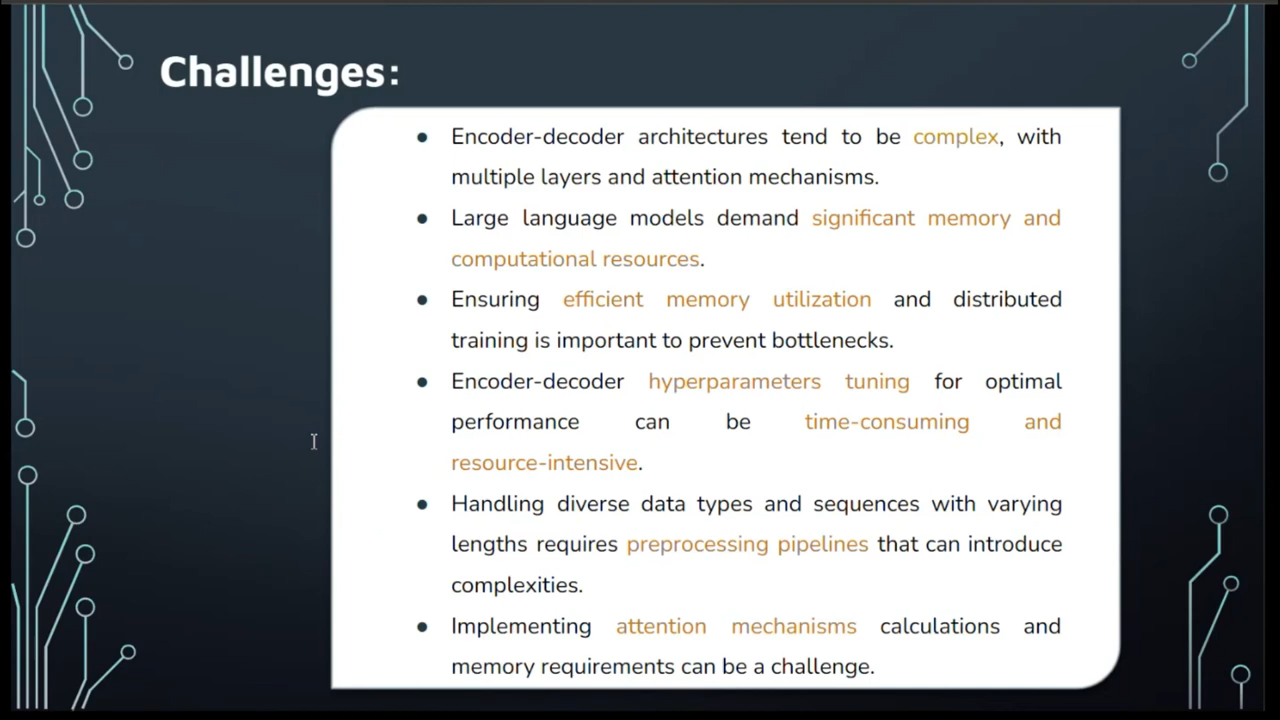 Challenges:
● Encoder-decoder architectures tend to be complex, with
multiple layers and attention mechanisms.
● Large language models demand significant memory and
computational resources.
● Ensuring efficient memory utilization and distributed
training is important to prevent bottlenecks.
● Encoder-decoder hyperparameters tuning for optimal
performance can be time-consuming and
resource-intensive.
● Handling diverse data types and sequences with varying
lengths requires preprocessing pipelines that can introduce
complexities.
● Implementing attention mechanisms calculations and
memory requirements can be a challenge.